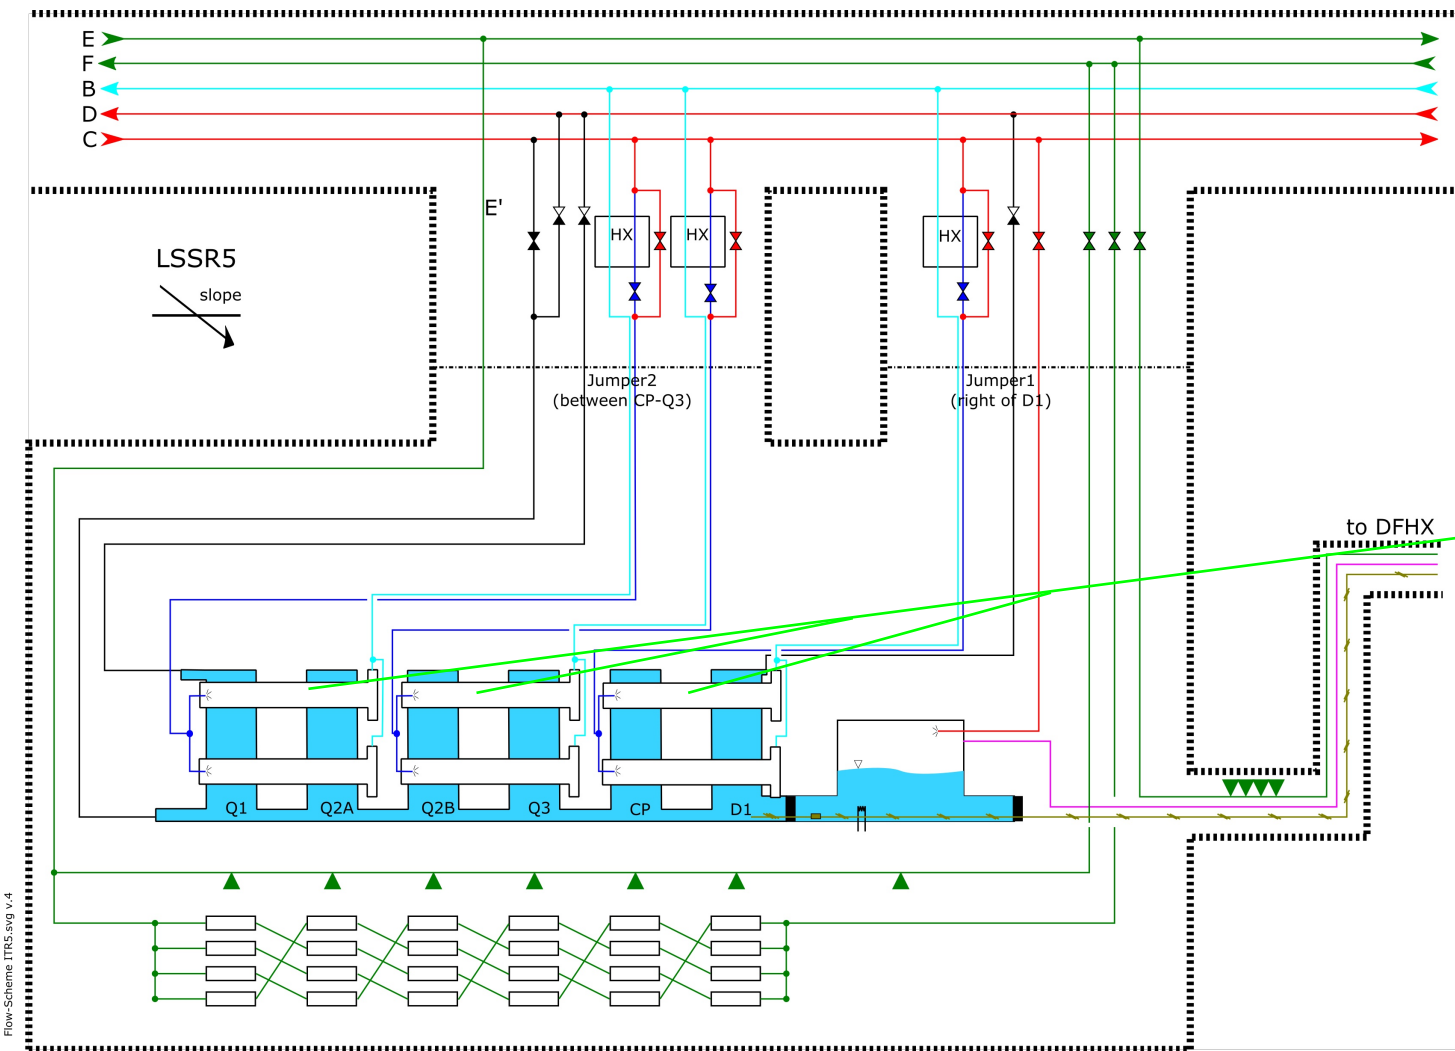 E
F
B
D
C
E'
HX
HX
HX
LSSR5
slope
Jumper2
(between CP-Q3)
Jumper1
(right of D1)
to DFHX
Q1
Q2A
Q2B
Q3
CP
D1
Flow-Scheme ITR5.svg v.4